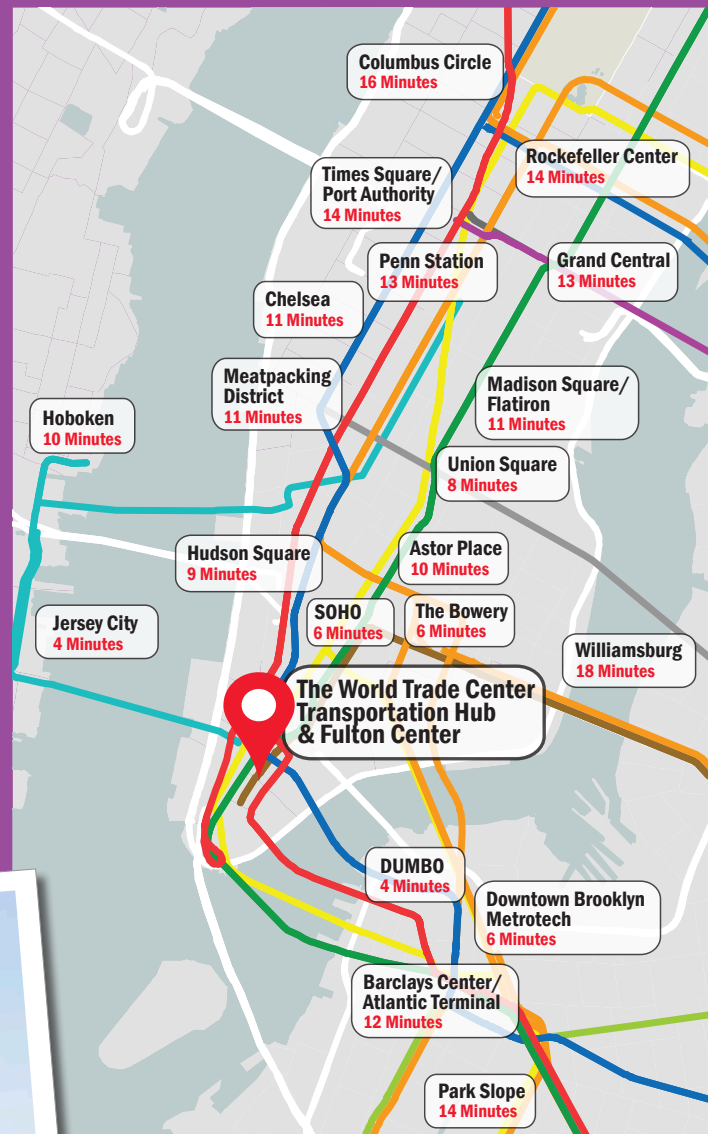 Columbus Circle
16 Minutes
Rockefeller Center
14 Minutes
Times Square/
Port Authority
14 Minutes
Penn Station
13 Minutes
Grand Central
13 Minutes
Chelsea
11 Minutes
Meatpacking
District
11 Minutes
Madison Square/
Flatiron
11 Minutes
Hoboken
10 Minutes
Union Square
8 Minutes
Hudson Square
9 Minutes
Astor Place
10 Minutes
Jersey City
4 Minutes
SOHO
6 Minutes
The Bowery
6 Minutes
Williamsburg
18 Minutes
The World Trade Center
Transportation Hub
& Fulton Center
DUMBO
4 Minutes
Downtown Brooklyn
Metrotech
6 Minutes
Barclays Center/
Atlantic Terminal
12 Minutes
Park Slope
14 Minutes